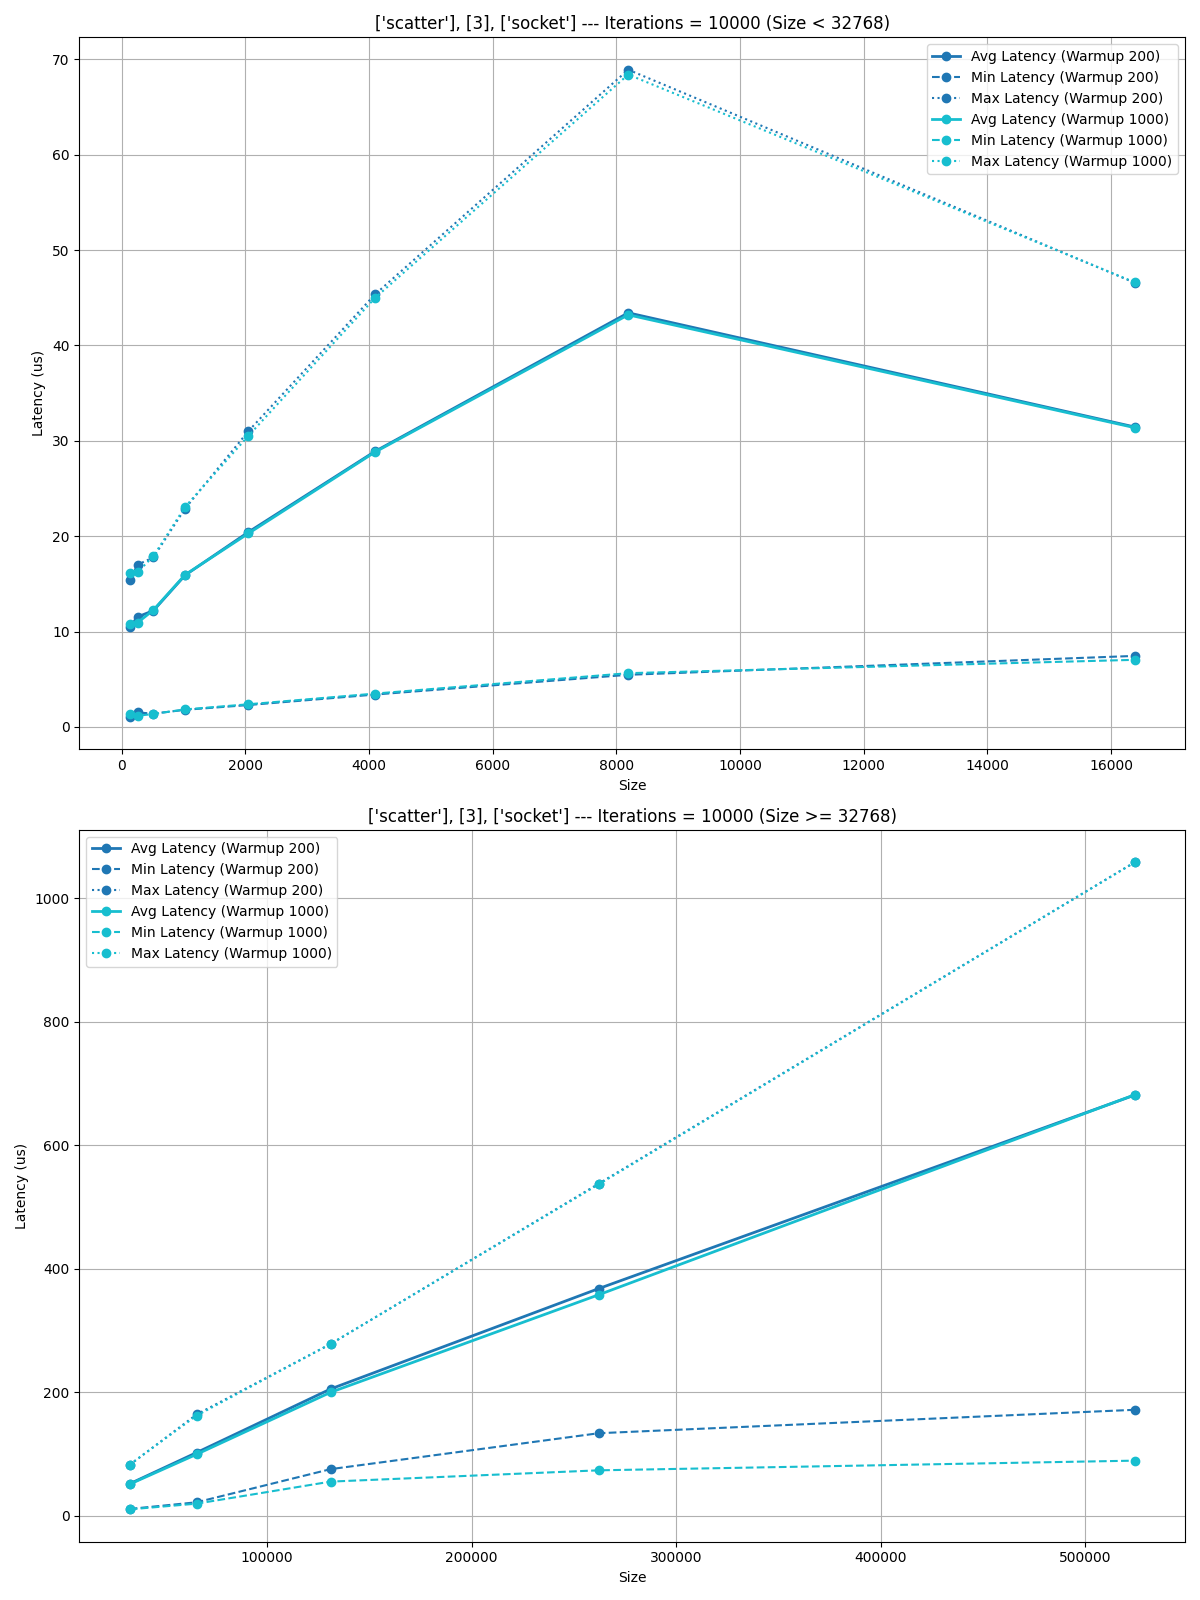 ['scatter'], [3], ['socket'] --- Iterations = 10000 (Size < 32768)
70
60
50
40
30
20
10
0
Latency (us)
Avg Latency (Warmup 200)
Min Latency (Warmup 200)
Max Latency (Warmup 200)
Avg Latency (Warmup 1000)
Min Latency (Warmup 1000)
Max Latency (Warmup 1000)
0 2000 4000 6000 8000 10000 12000 14000 16000
Size
['scatter'], [3], ['socket'] --- Iterations = 10000 (Size >= 32768)
Avg Latency (Warmup 200)
Min Latency (Warmup 200)
Max Latency (Warmup 200)
Avg Latency (Warmup 1000)
Min Latency (Warmup 1000)
Max Latency (Warmup 1000)
1000
800
600
400
200
0
Latency (us)
100000 200000 300000 400000 500000
Size